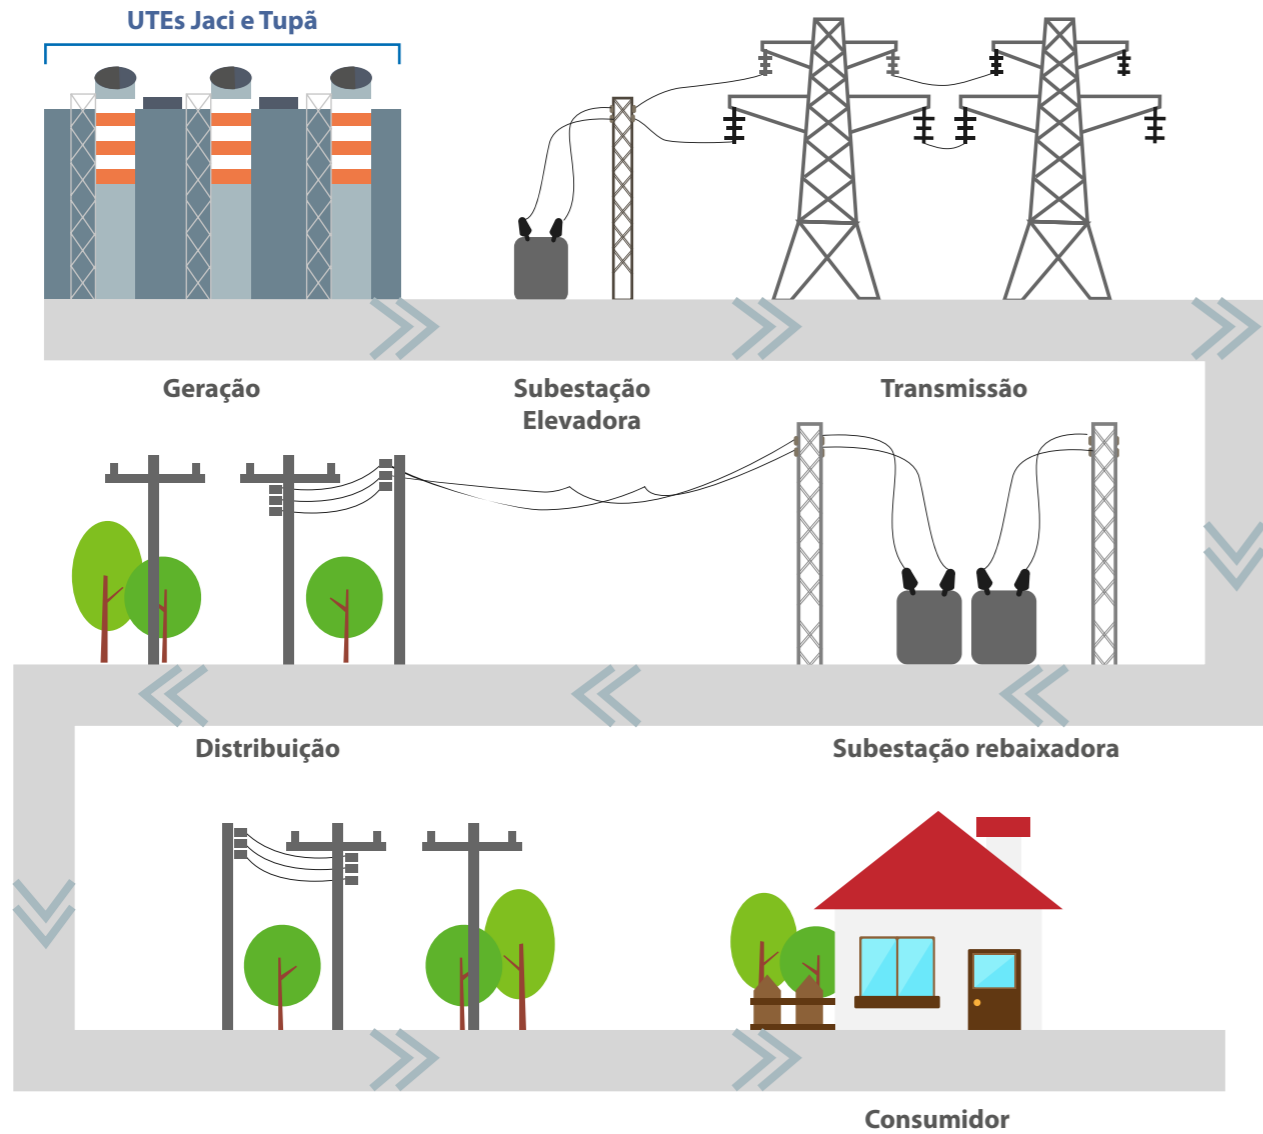 UTEs Jaci e Tupã
Geração
Subestação
Elevadora
Transmissão
Distribuição
Subestação rebaixadora
Consumidor